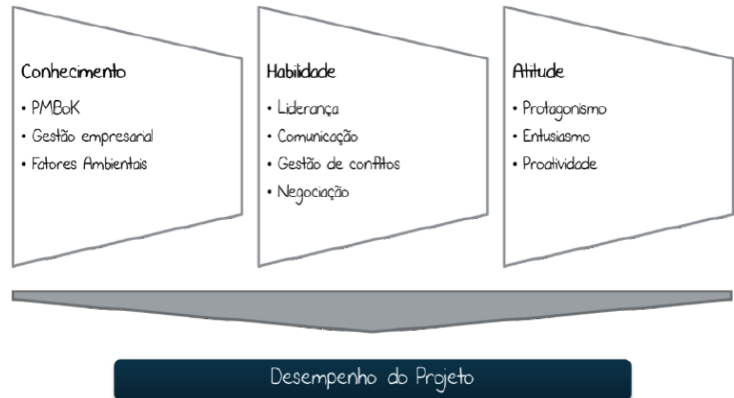 Conhecimento
• PMBoK
• Gestão empresarial
• Fatores Ambientais
Habilidade
• Liderança
• Comunicação
• Gestão de conflitos
• Negociação
Atitude
• Protagonismo
• Entusiasmo
• Proatividade
Desempenho do Projeto